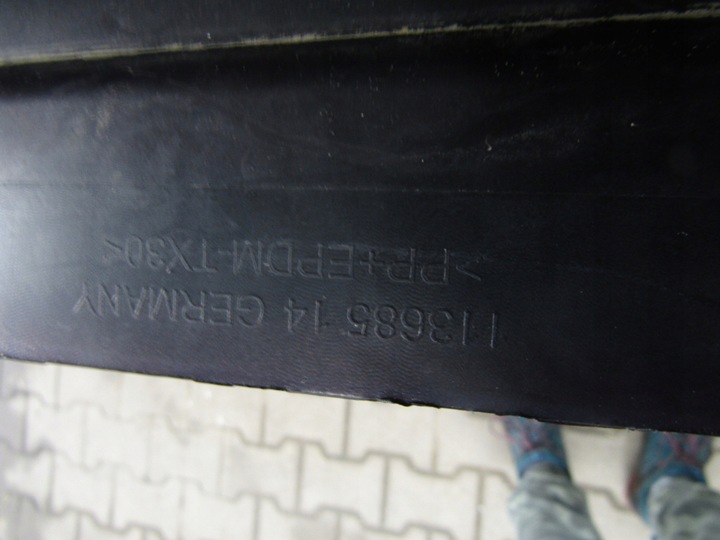 113685 14 GERMANY
>PP+EPDM-TX30<